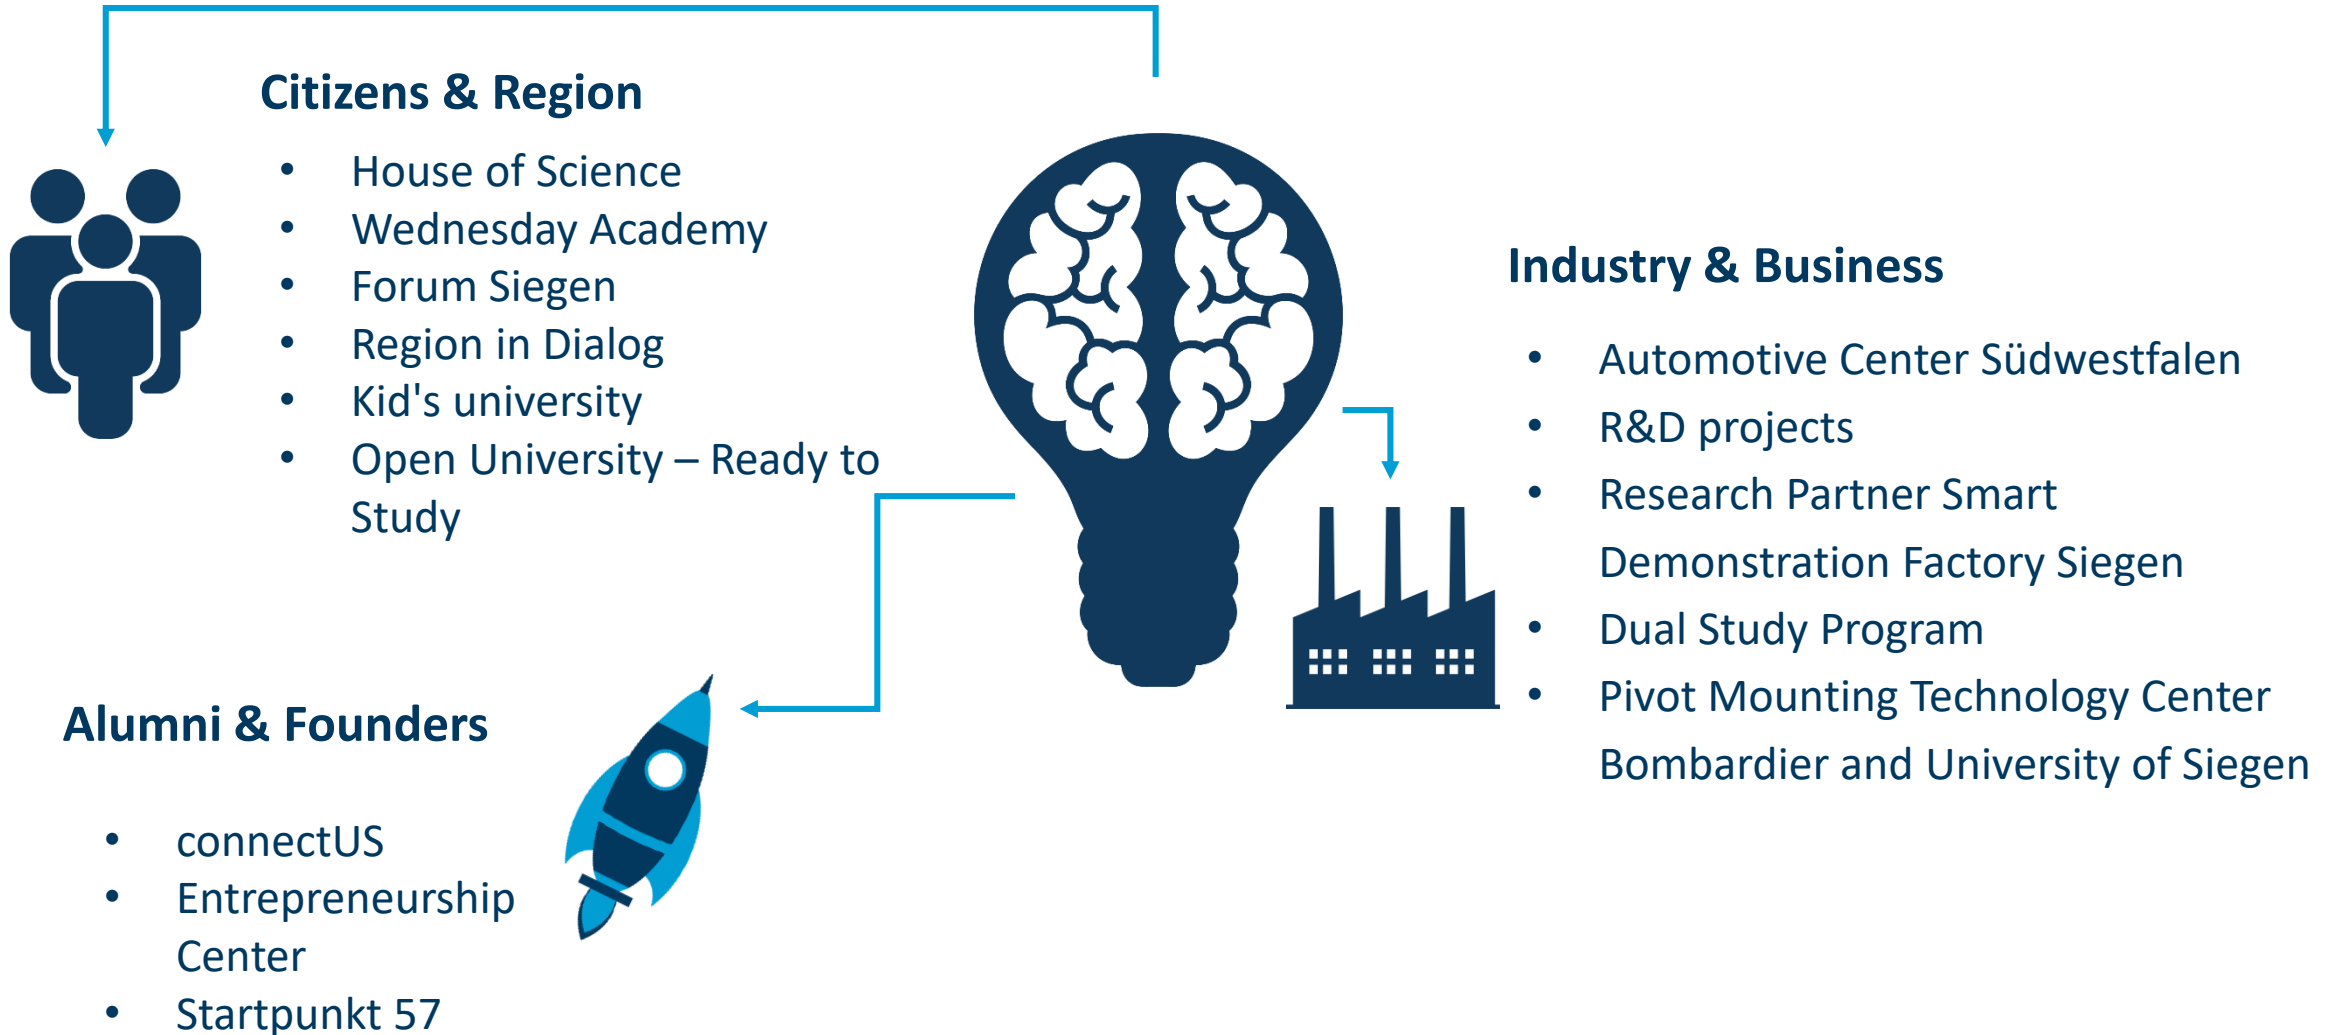 Citizens & Region
• House of Science
• Wednesday Academy
• Forum Siegen
• Region in Dialog
• Kid's university
• Open University – Ready to
Study
Industry & Business
• Automotive Center Südwestfalen
• R&D projects
• Research Partner Smart
Demonstration Factory Siegen
• Dual Study Program
• Pivot Mounting Technology Center
Bombardier and University of Siegen
Alumni & Founders
• connectUS
• Entrepreneurship
Center
• Startpunkt 57